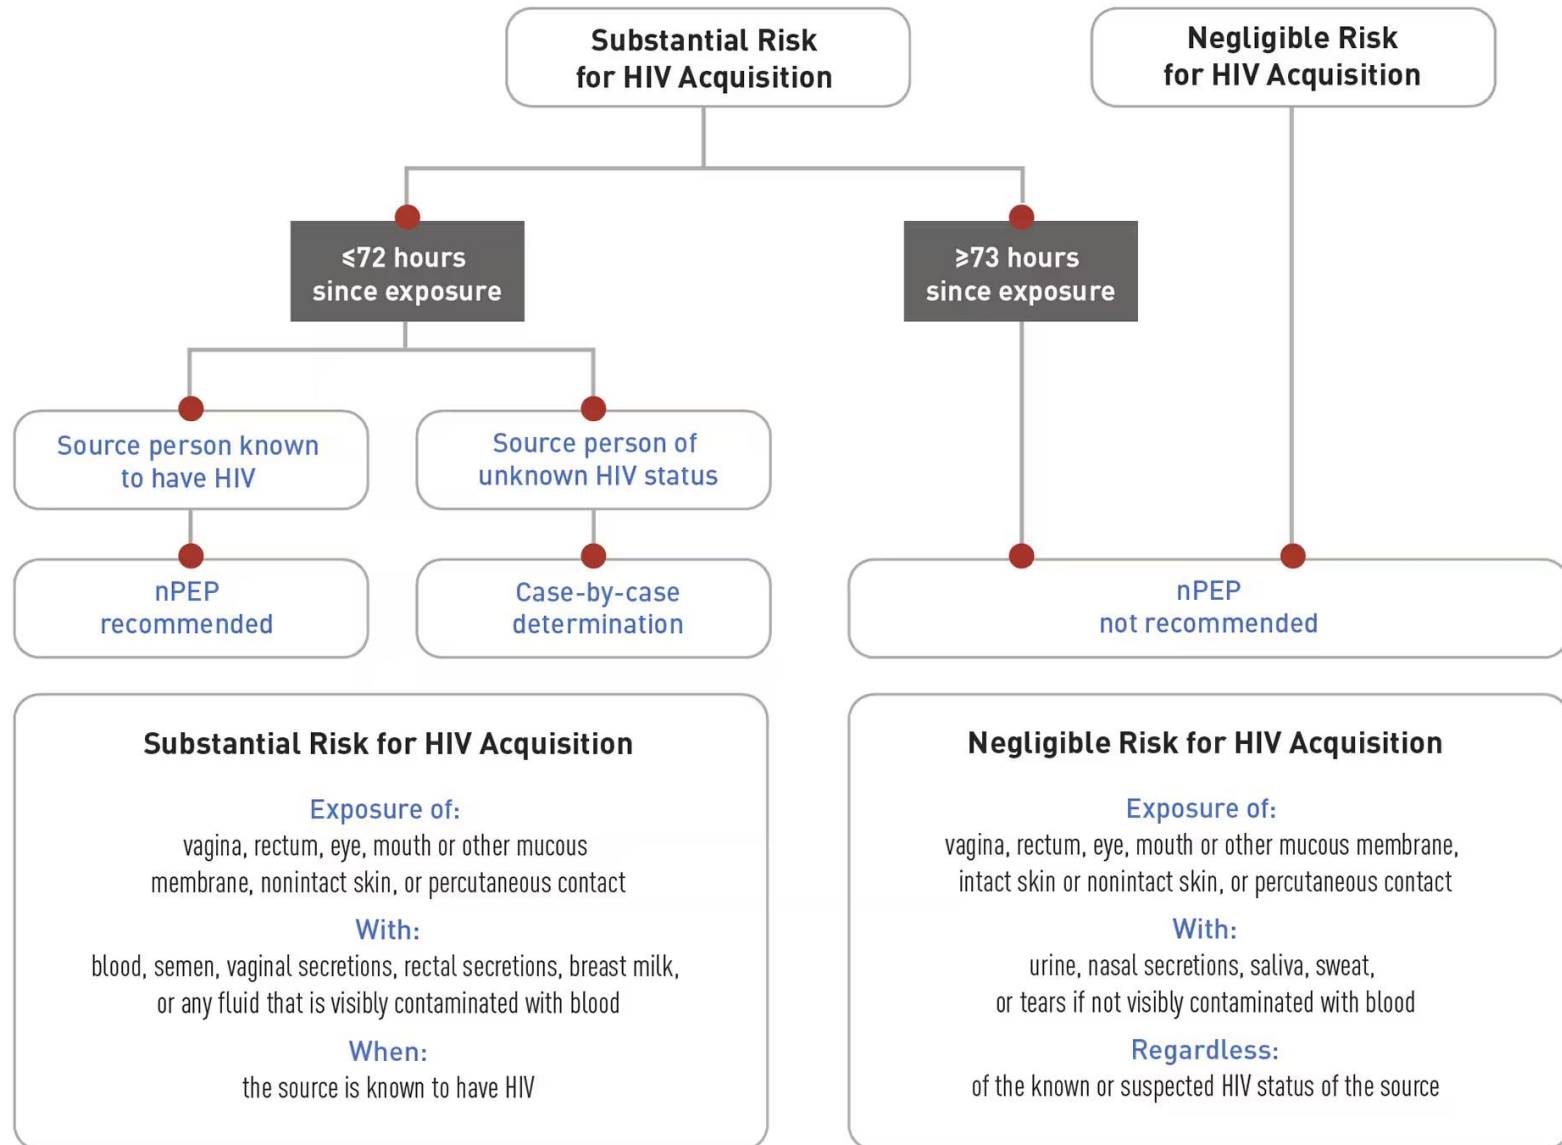 Substantial Risk
for HIV Acquisition
Negligible Risk
for HIV Acquisition
≤72 hours
since exposure
≥73 hours
since exposure
Source person known
to have HIV
Source person of
unknown HIV status
nPEP
recommended
Case-by-case
determination
nPEP
not recommended
Substantial Risk for HIV Acquisition
Exposure of:
vagina, rectum, eye, mouth or other mucous
membrane, nonintact skin, or percutaneous contact
With:
blood, semen, vaginal secretions, rectal secretions, breast milk,
or any fluid that is visibly contaminated with blood
When:
the source is known to have HIV
Negligible Risk for HIV Acquisition
Exposure of:
vagina, rectum, eye, mouth or other mucous membrane,
intact skin or nonintact skin, or percutaneous contact
With:
urine, nasal secretions, saliva, sweat,
or tears if not visibly contaminated with blood
Regardless:
of the known or suspected HIV status of the source